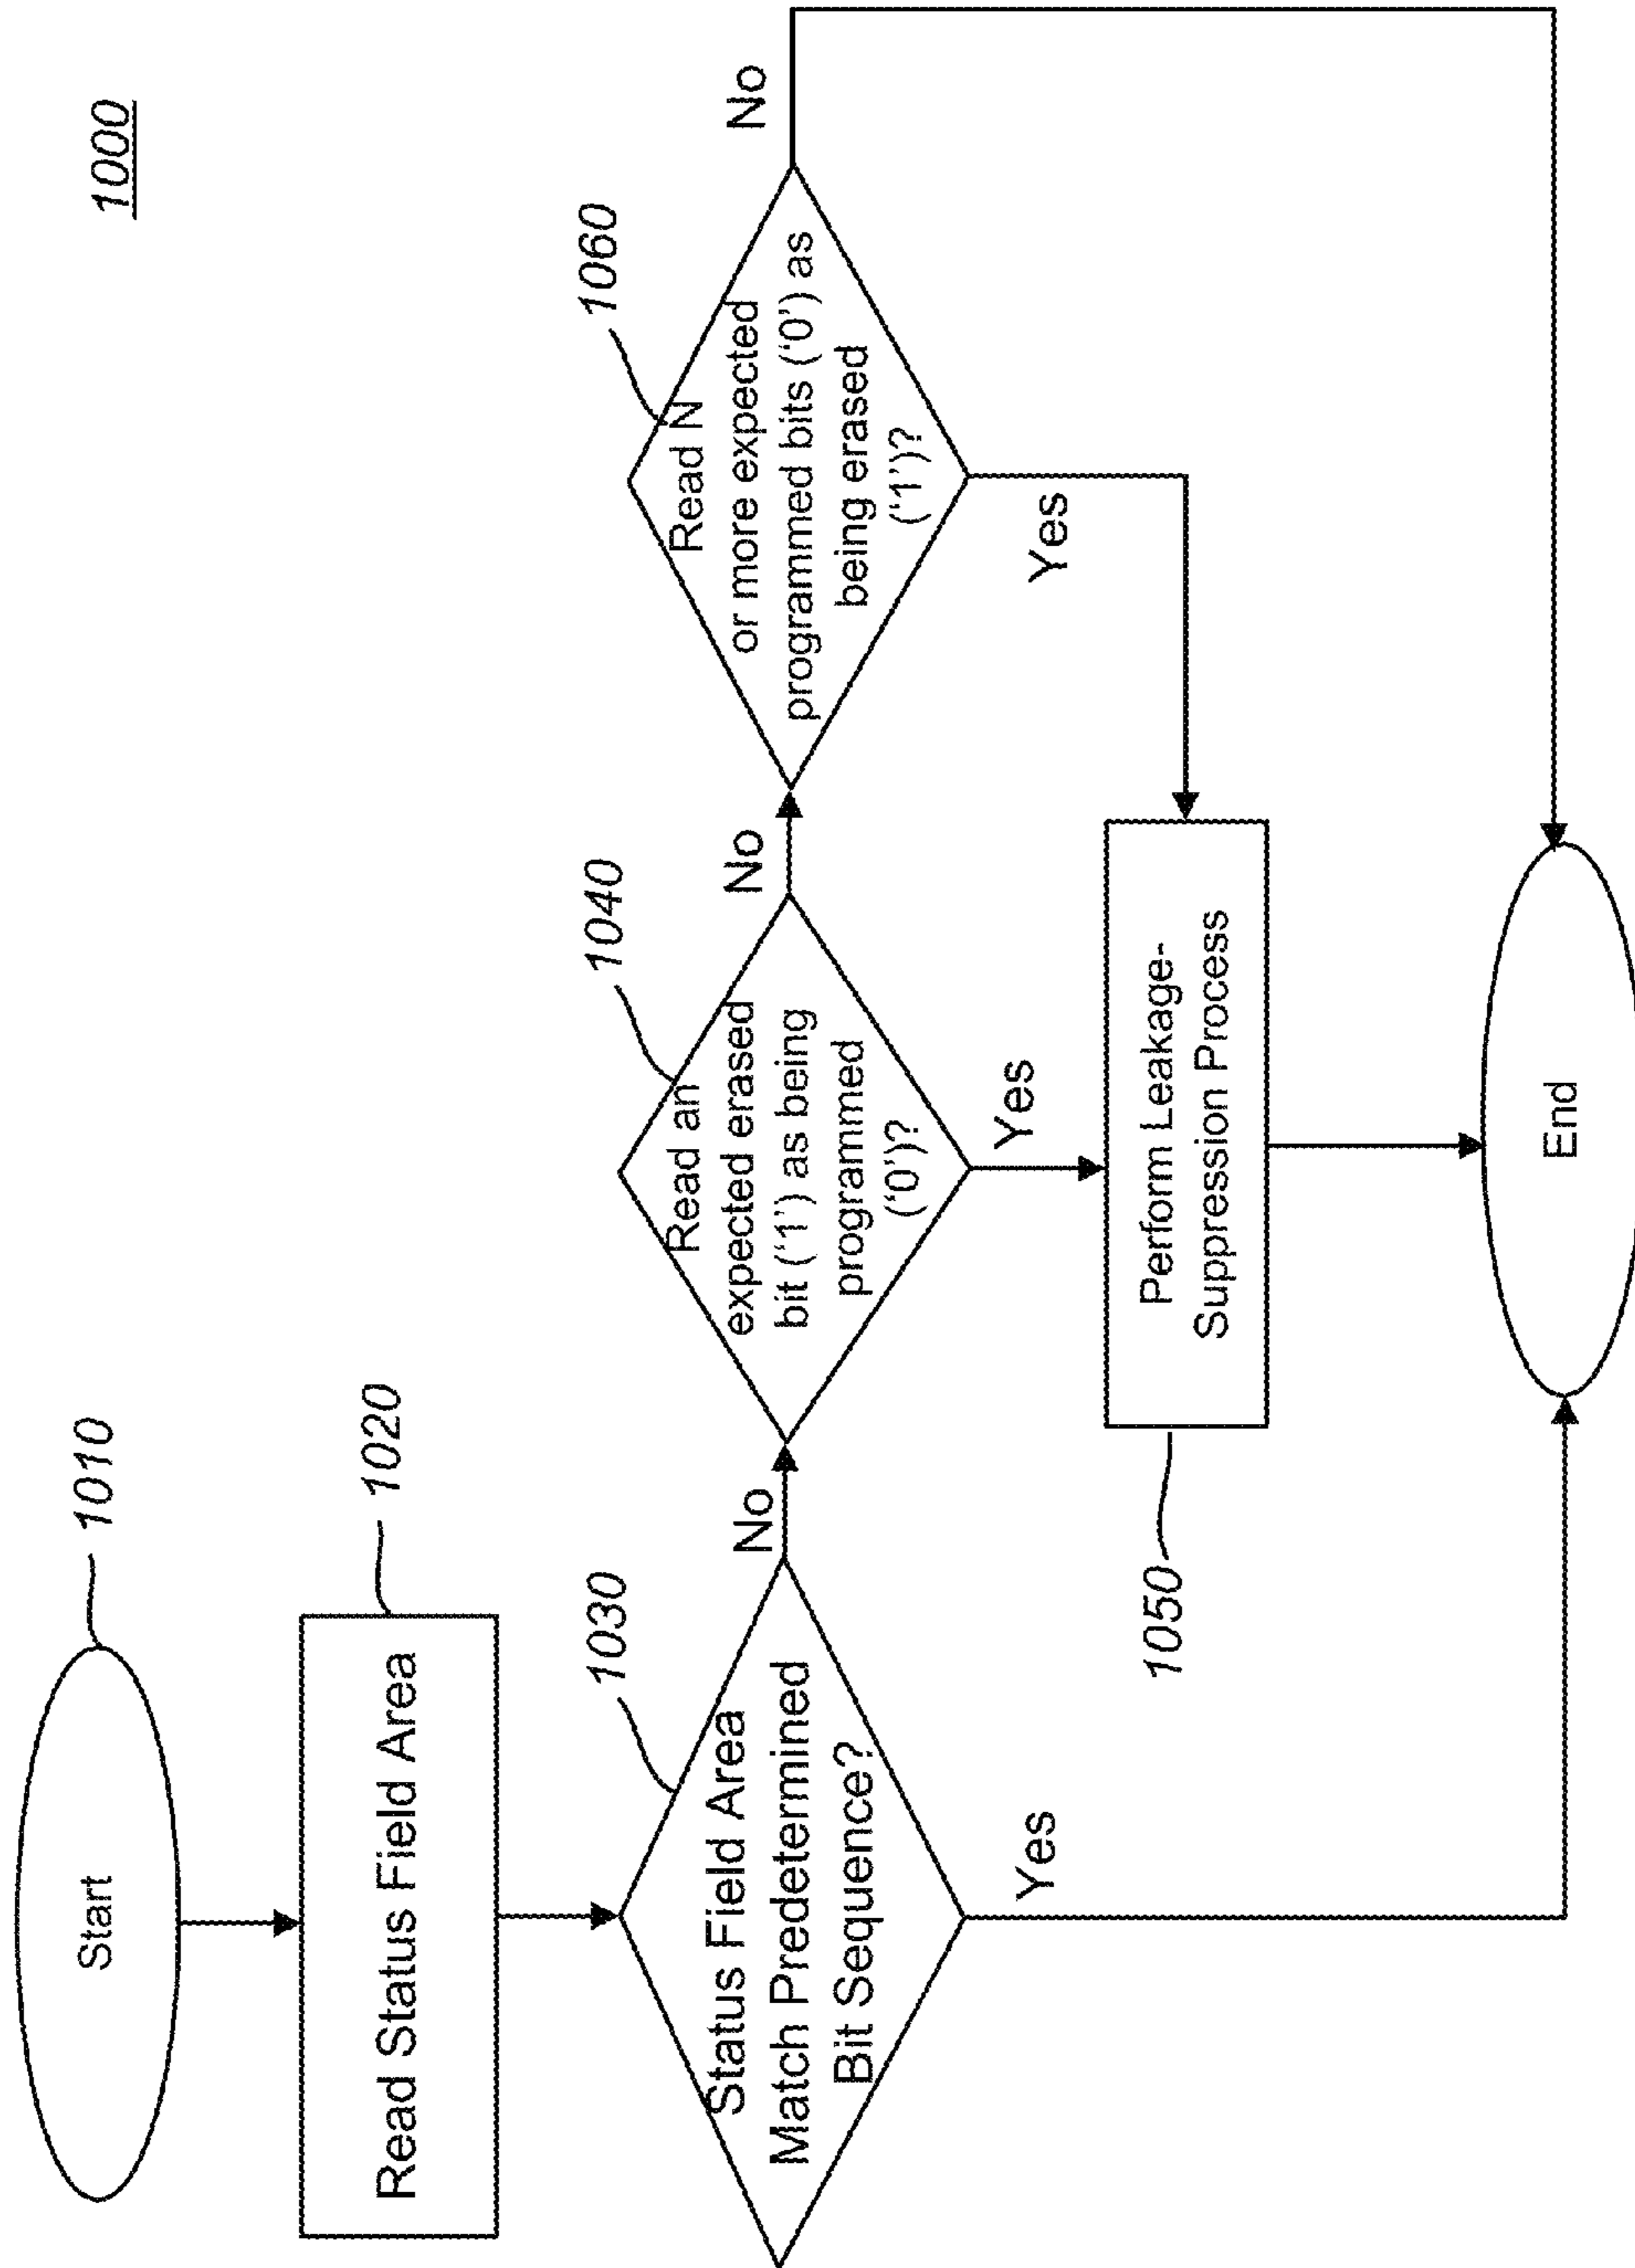 1000
Start
1010
Read Status Field Area
1020
Status Field Area
Match Predetermined
Bit Sequence?
1030
No
Yes
Read an
expected erased
bit (‘1’) as being
programmed
(‘0’)?
1040
No
Yes
Read N
or more expected
programmed bits (‘0’) as
being erased
(‘1’)?
1060
No
Yes
Perform Leakage-
Suppression Process
1050
End